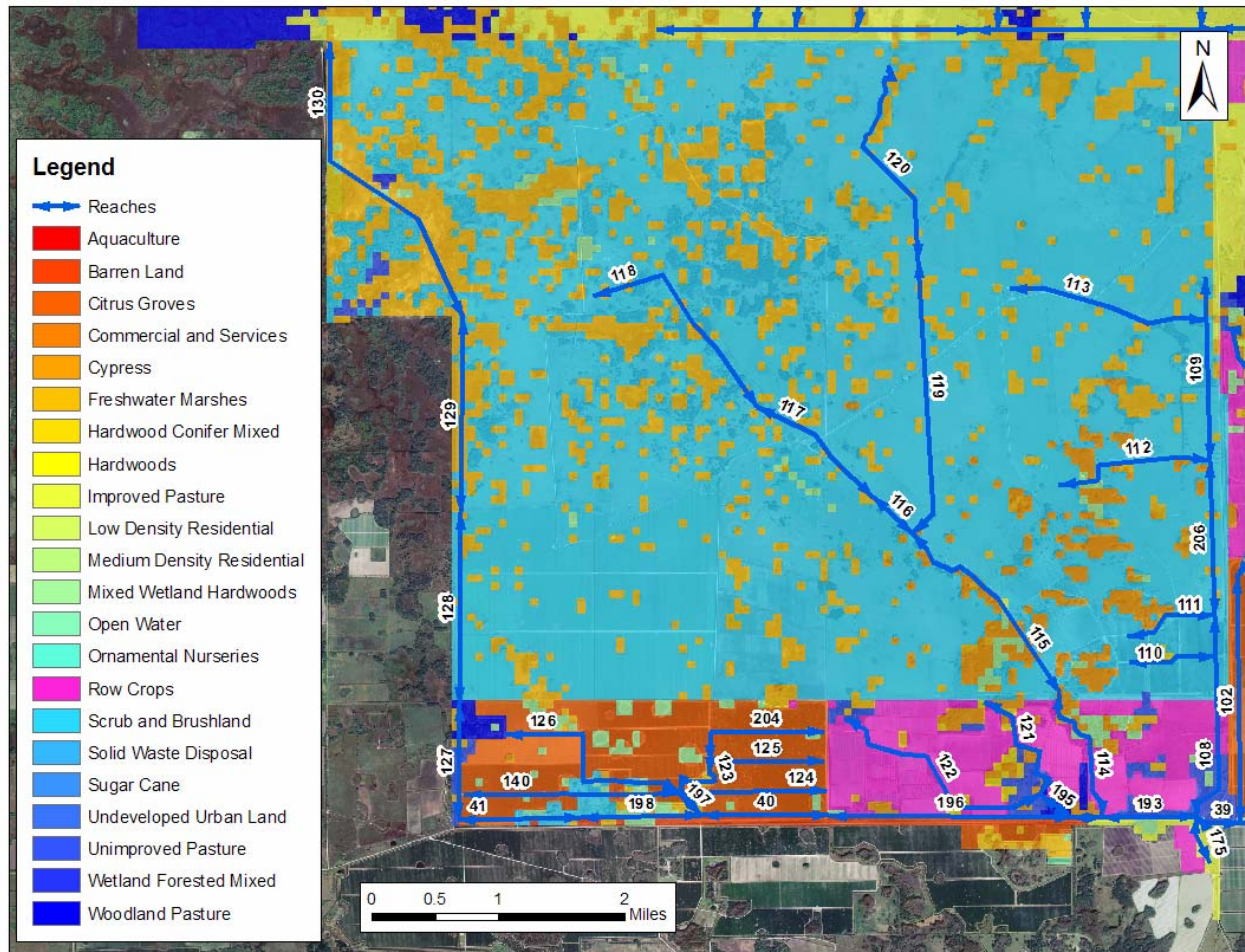 N
130
120
118
113
109
119
129
117
112
116
206
128
111
115
110
102
126
204
121
125
123
122
127
108
114
140
124
197
195
41
198
40
196
193
39
175
Legend
Reaches
Aquaculture
Barren Land
Citrus Groves
Commercial and Services
Cypress
Freshwater Marshes
Hardwood Conifer Mixed
Hardwoods
Improved Pasture
Low Density Residential
Medium Density Residential
Mixed Wetland Hardwoods
Open Water
Ornamental Nurseries
Row Crops
Scrub and Brushland
Solid Waste Disposal
Sugar Cane
Undeveloped Urban Land
Unimproved Pasture
Wetland Forested Mixed
Woodland Pasture
0 0.5 1 2
Miles